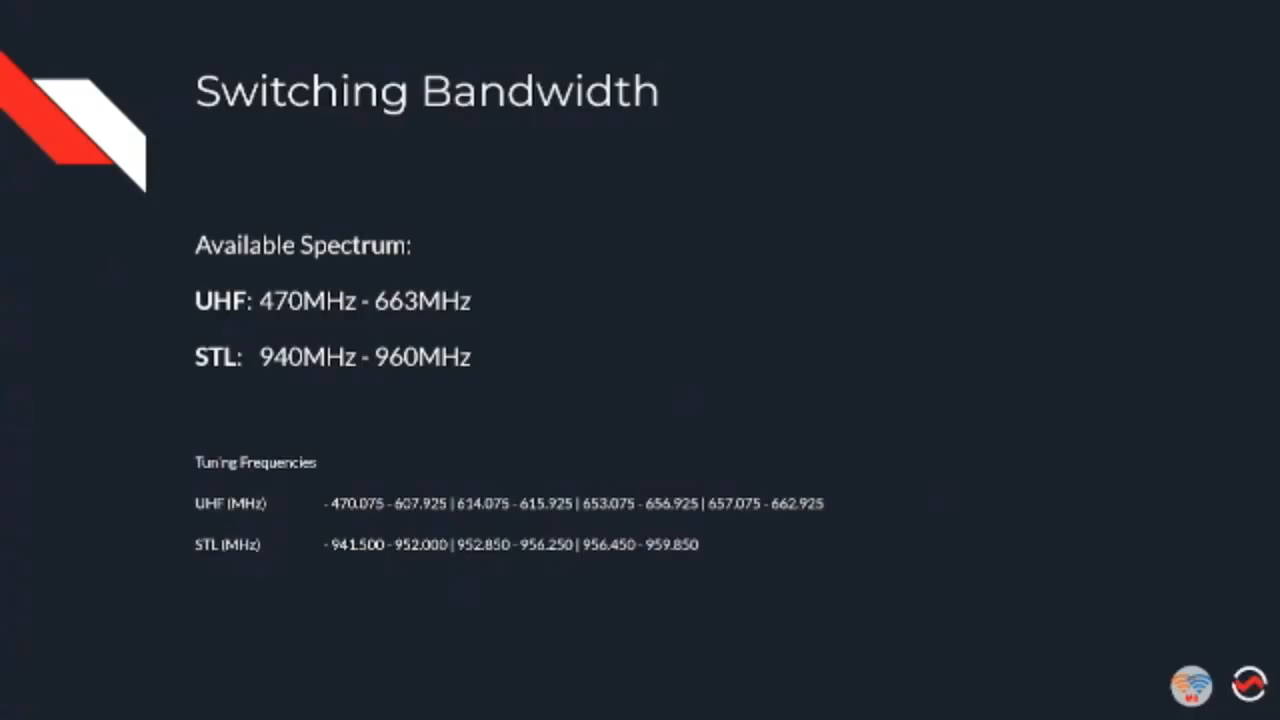 Switching Bandwidth
Available Spectrum:
UHF: 470MHz - 663MHz
STL: 940MHz - 960MHz
Tuning Frequencies
UHF (MHz) - 470.075 - 607.925 | 614.075 - 615.925 | 653.075 - 656.925 | 657.075 - 662.925
STL (MHz) - 941.500 - 952.000 | 952.850 - 956.250 | 956.450 - 959.850